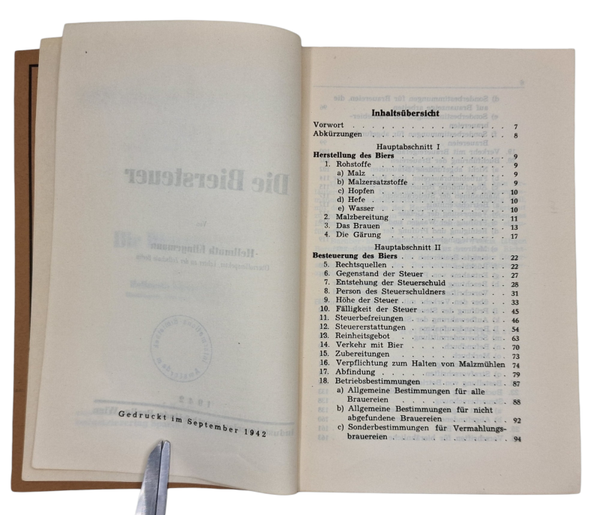 Gedruckt im September 1942
Inhaltsübersicht
Vorwort . . . 7
Abkürzungen . . . 8
Hauptabschnitt I
Herstellung des Biers . . . 9
1. Rohstoffe . . . 9
a) Malz . . . 9
b) Malzersatzstoffe . . . 9
c) Hopfen . . . 10
d) Hefe . . . 10
e) Wasser . . . 10
2. Malzbereitung . . . 11
3. Das Brauen . . . 13
4. Die Gärung . . . 17
Hauptabschnitt II
Besteuerung des Biers . . . 22
5. Rechtsquellen . . . 22
6. Gegenstand der Steuer . . . 27
7. Entstehung der Steuerschuld . . . 28
8. Person des Steuerschuldners . . . 31
9. Höhe der Steuer . . . 33
10. Fälligkeit der Steuer . . . 45
11. Steuerbefreiungen . . . 46
12. Steuererstattungen . . . 54
13. Reinheitsgebot . . . 63
14. Verkehr mit Bier . . . 70
15. Zubereitungen . . . 73
16. Verpflichtung zum Halten von Malzmühlen 74
17. Abfindung . . . 79
18. Betriebsbestimmungen . . . 87
a) Allgemeine Bestimmungen für alle
Brauereien . . . 88
b) Allgemeine Bestimmungen für nicht
abgefundene Brauereien . . . 92
c) Sonderbestimmungen für Vermahlungs-
brauereien . . . 94
Die Biersteuer
1942